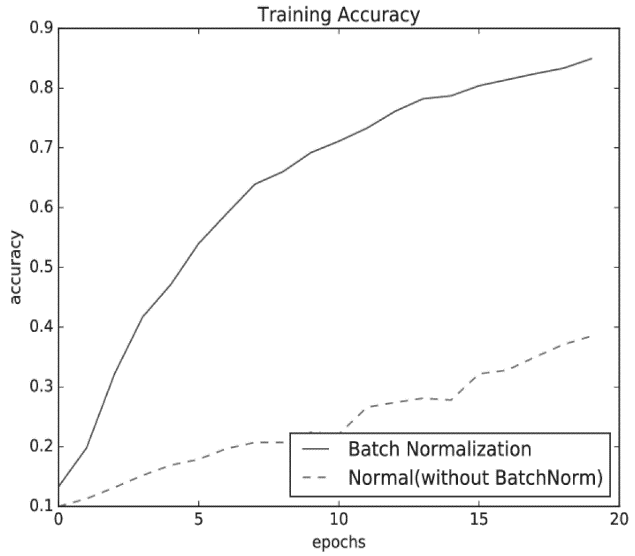 Training Accuracy
0.9
0.8
0.7
0.6
0.5
0.4
0.3
0.2
0.1
accuracy
Batch Normalization
Normal(without BatchNorm)
0 5 10 15 20
epochs